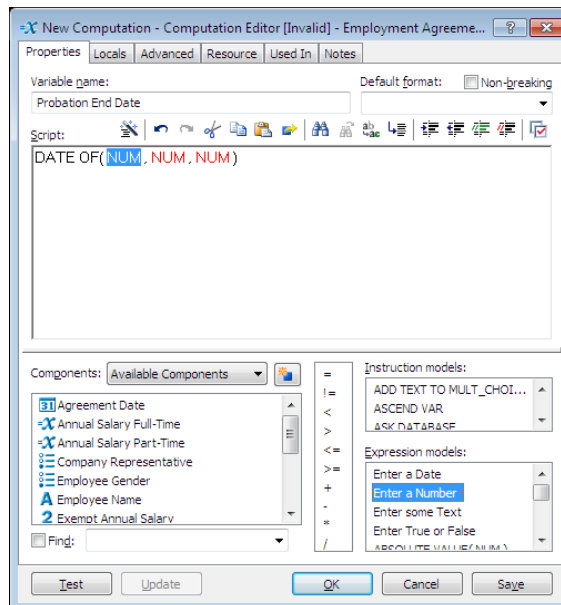 New Computation - Computation Editor [Invalid] - Employment Agreeme...
Properties Locals Advanced Resource Used In Notes
Variable name: Default format: Non-breaking
Probation End Date
Script:
DATE OF( NUM , NUM , NUM )
Components: Available Components
Agreement Date
Annual Salary Full-Time
Annual Salary Part-Time
Company Representative
Employee Gender
Employee Name
Exempt Annual Salary
Find:
=
!=
<
>
<=
>=
+
-
*
/
Instruction models:
ADD TEXT TO MULT_CHOI...
ASCEND VAR
ASK DATABASE
Expression models:
Enter a Date
Enter a Number
Enter some Text
Enter True or False
ABSOLUTE VALUE( NUM )
Test Update OK Cancel Save